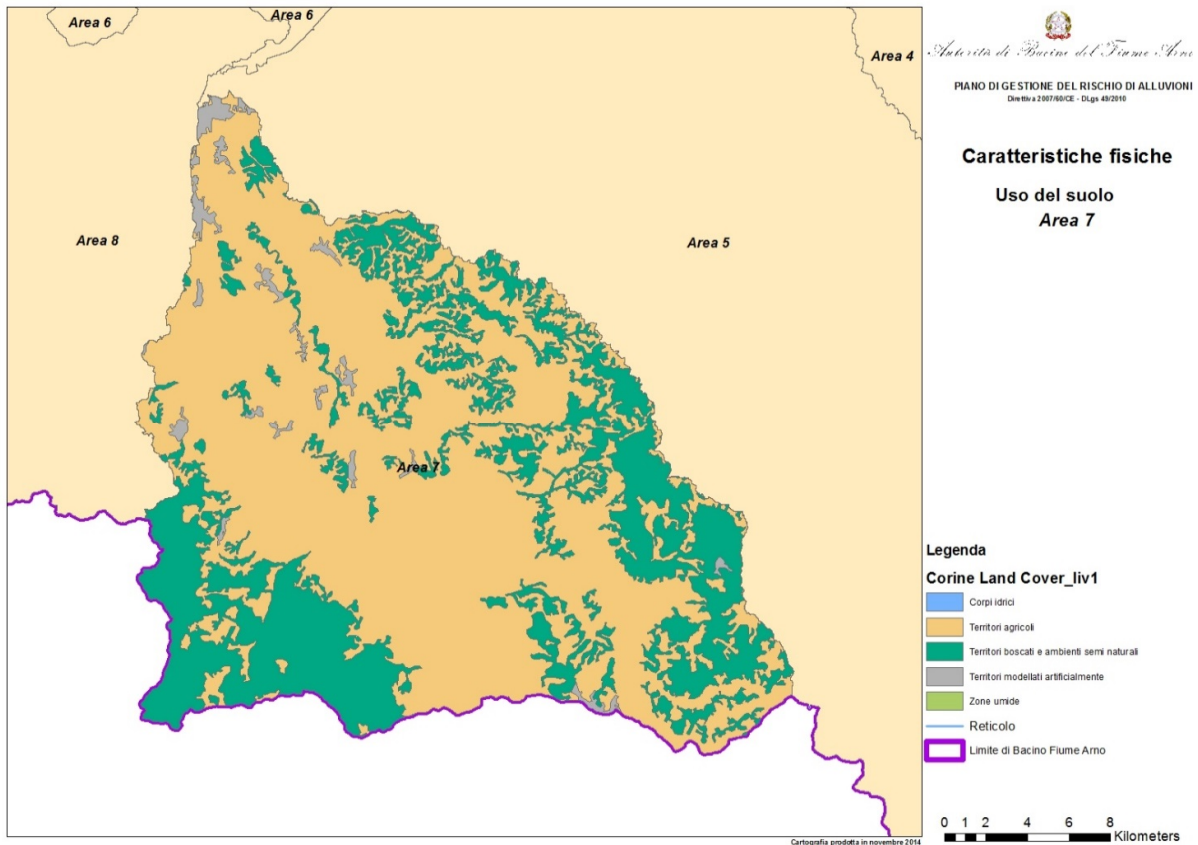 Area 6
Area 6
Area 4
Area 8
Area 5
Area 7
Autorità di Bacino del Fiume Arno
PIANO DI GESTIONE DEL RISCHIO DI ALLUVIONI
Direttiva 2007/60/CE - DLgs 49/2010
Caratteristiche fisiche
Uso del suolo
Area 7
Legenda
Corine Land Cover_liv1
Corpi idrici
Territori agricoli
Territori boscati e ambienti semi naturali
Territori modellati artificialmente
Zone umide
Reticolo
Limite di Bacino Fiume Arno
0 1 2 4 6 8
Kilometers
Cartografia prodotta in novembre 2014